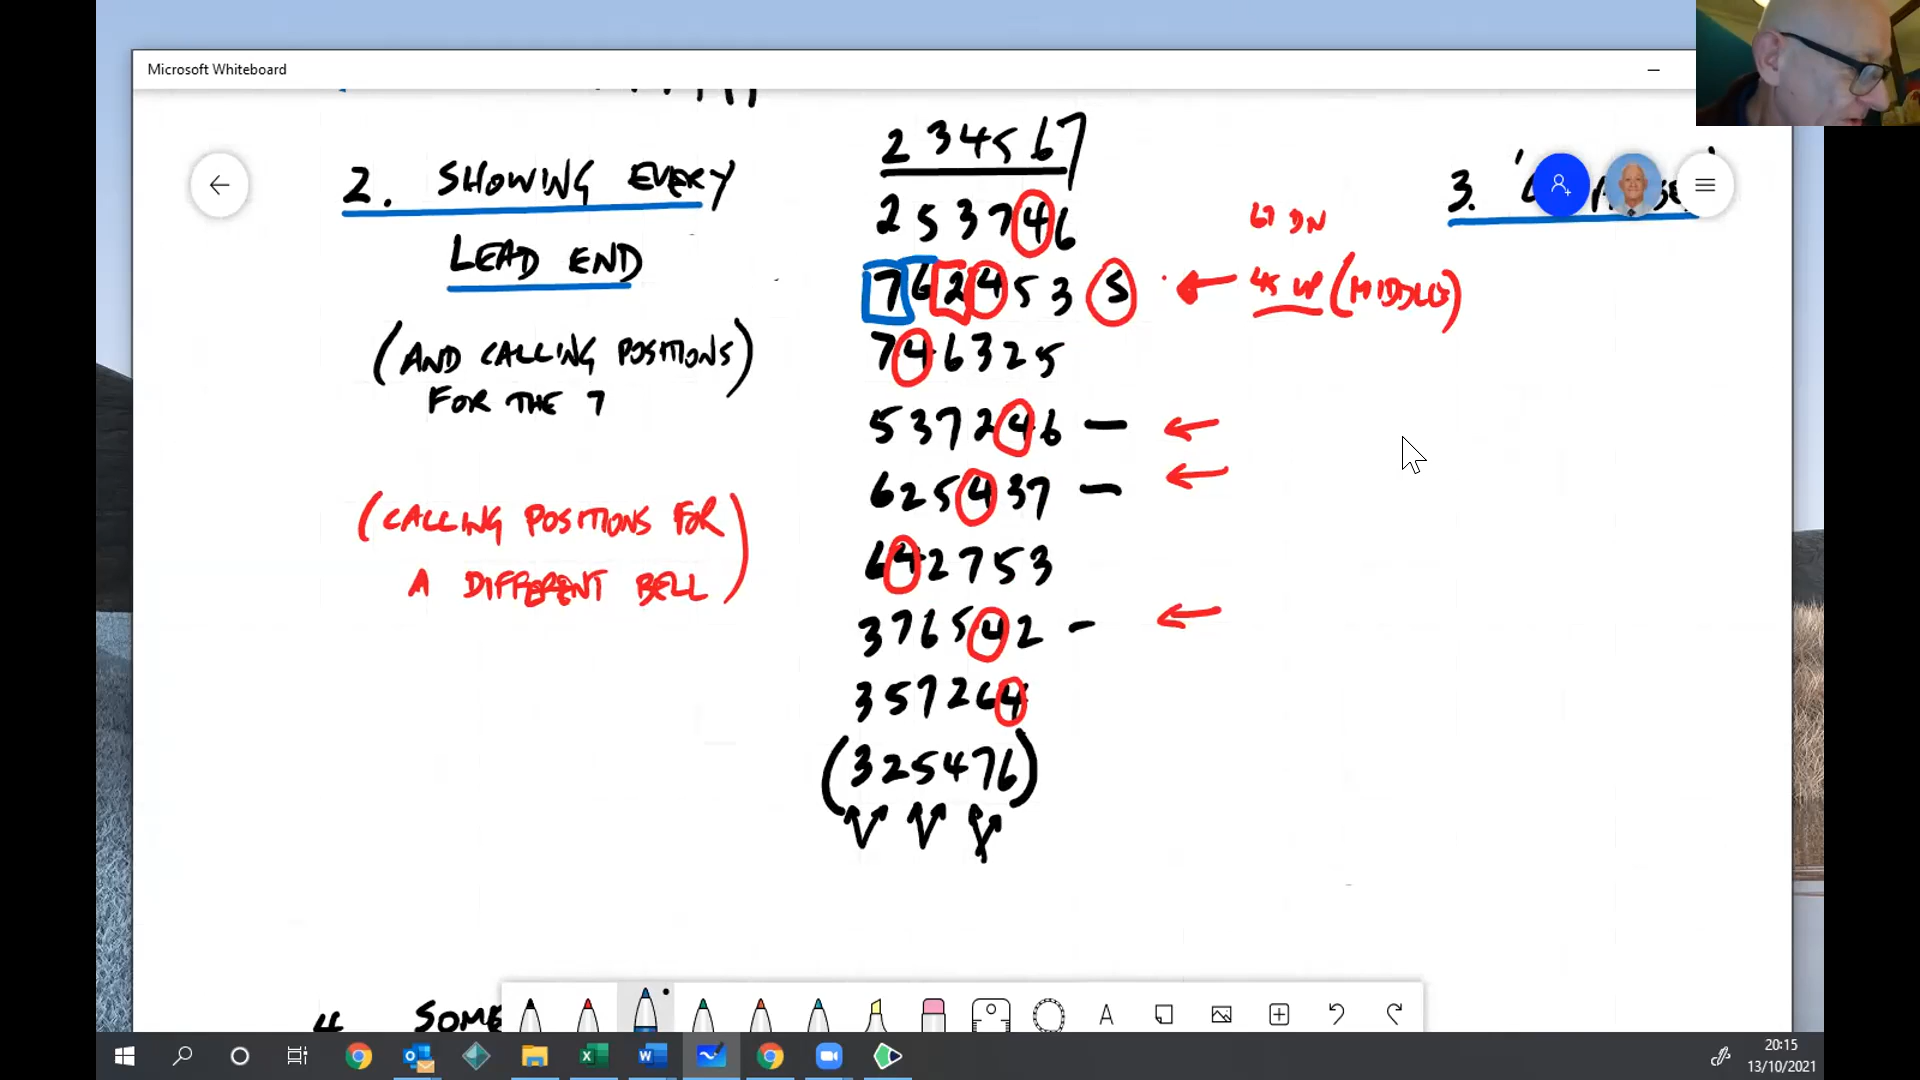 Microsoft Whiteboard
2. SHOWING EVERY
LEAD END
(AND CALLING POSITIONS)
FOR THE 7
(CALLING POSITIONS FOR
A DIFFERENT BELL)
234567
253746
762453 S
746325
537246 –
625437 –
642753
376542 –
357264
(325476)
67 DN
45 UP (MIDDLE)
3.
4 SOME
20:15
13/10/2021